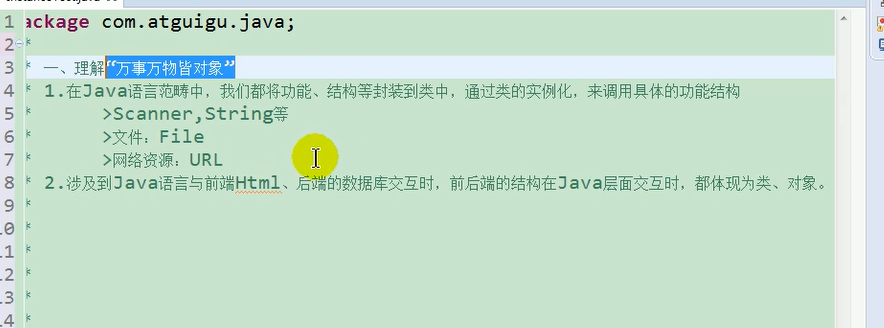 1 ackage com.atguigu.java;
2 *
3 * 一、理解“万事万物皆对象”
4 * 1.在Java语言范畴中，我们都将功能、结构等封装到类中，通过类的实例化，来调用具体的功能结构
5 * >Scanner,String等
6 * >文件：File
7 * >网络资源：URL
8 * 2.涉及到Java语言与前端Html、后端的数据库交互时，前后端的结构在Java层面交互时，都体现为类、对象。
9 *
0 *
1 *
2 *
3 *
4 *